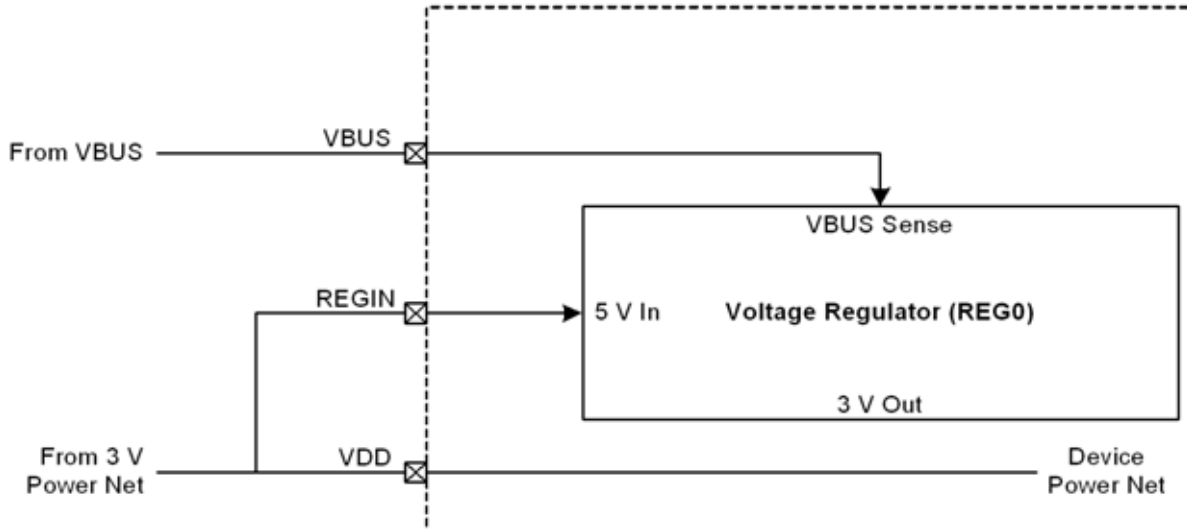 From VBUS
VBUS
VBUS Sense
REGIN
5 V In
Voltage Regulator (REG0)
3 V Out
From 3 V
Power Net
VDD
Device
Power Net